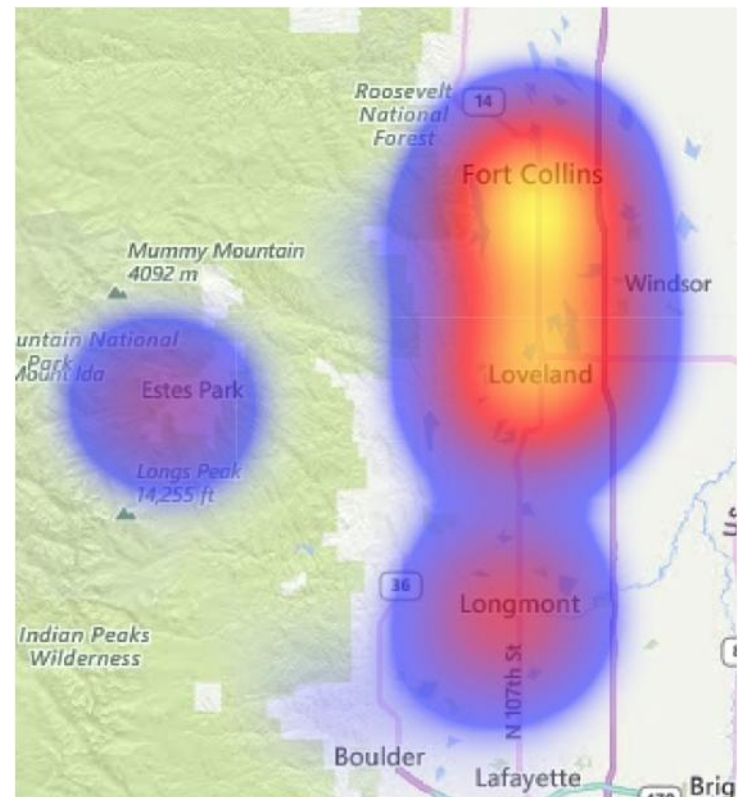 Roosevelt
National
Forest
14
Fort Collins
Mummy Mountain
4092 m
Windsor
untain National
Park
Mount Ida
Estes Park
Loveland
Longs Peak
14,255 ft
36
Longmont
Indian Peaks
Wilderness
N 107th St
Boulder
Lafayette
Brig